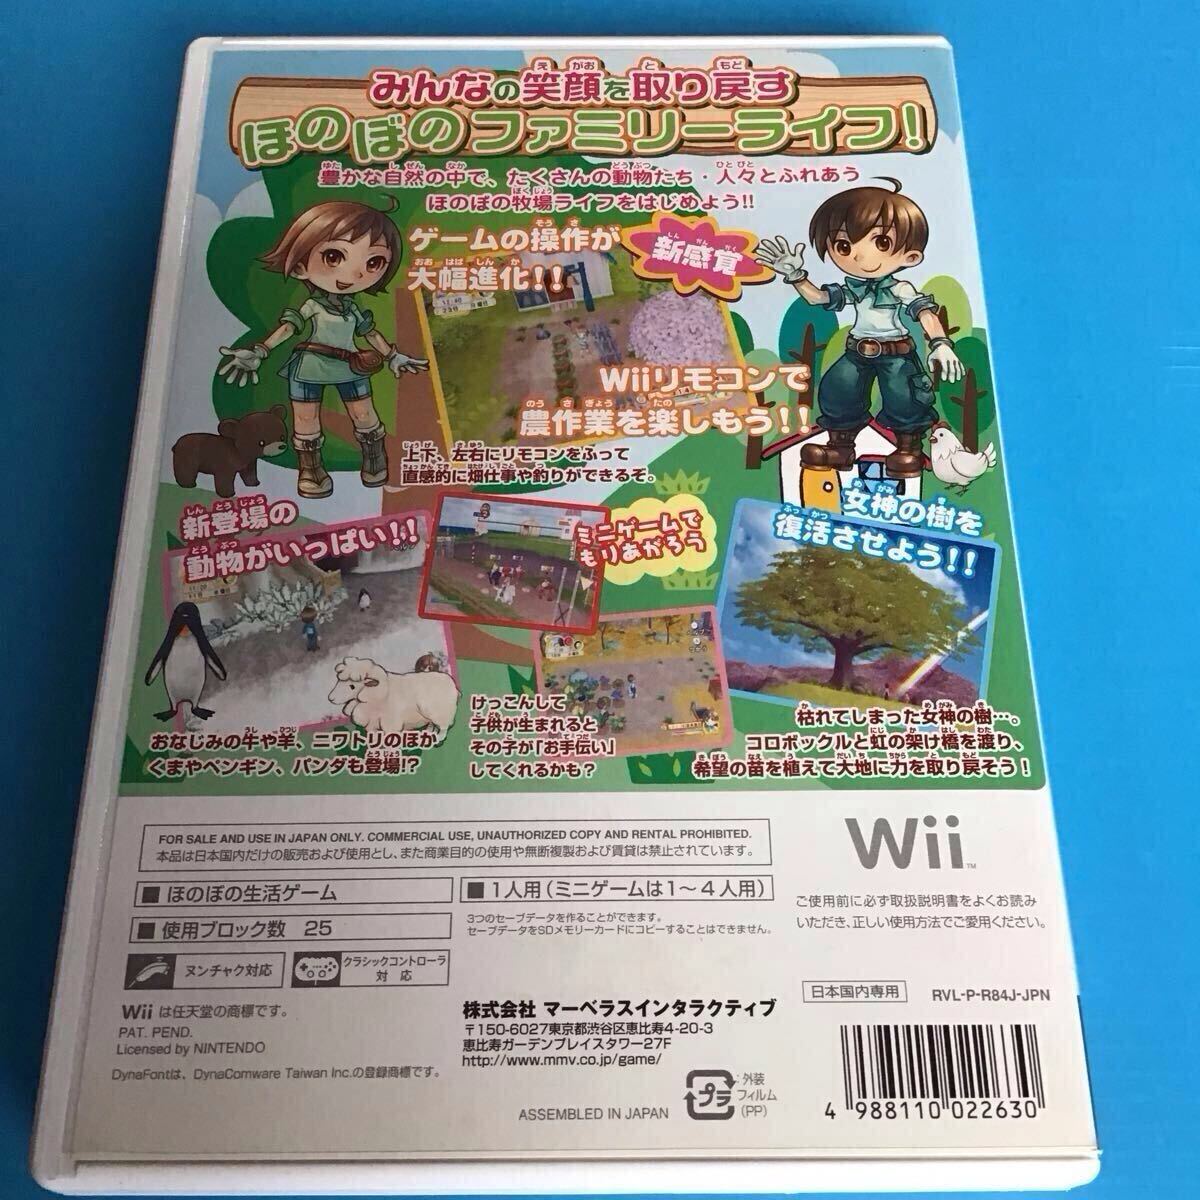 みんなの笑顔を取り戻す
ほのぼのファミリーライフ!
豊かな自然の中で、たくさんの動物たち・人々とふれあう
ほのぼの牧場ライフをはじめよう!!
ゲームの操作が
大幅進化!!
新感覚
Wiiリモコンで
農作業を楽しもう!!
上下、左右にリモコンをふって
直感的に畑仕事や釣りができるぞ。
新登場の
動物がいっぱい!!
ミニゲームで
もりあがろう
女神の樹を
復活させよう!!
おなじみの牛や羊、ニワトリのほか
くまやペンギン、パンダも登場!?
けっこんして
子供が生まれると
その子が「お手伝い」
してくれるかも?
枯れてしまった女神の樹…。
コロボックルと虹の架け橋を渡り、
希望の苗を植えて大地に力を取り戻そう!
FOR SALE AND USE IN JAPAN ONLY. COMMERCIAL USE, UNAUTHORIZED COPY AND RENTAL PROHIBITED.
本品は日本国内だけの販売および使用とし、また商業目的の使用や無断複製および賃貸は禁止されています。
Wii™
■ ほのぼの生活ゲーム
■ 1人用(ミニゲームは1~4人用)
■ 使用ブロック数 25
3つのセーブデータを作ることができます。
セーブデータをSDメモリーカードにコピーすることはできません。
ご使用前に必ず取扱説明書をよくお読み
いただき、正しい使用方法でご愛用ください。
ヌンチャク対応
クラシックコントローラ
対応
Wii は任天堂の商標です。
PAT. PEND.
Licensed by NINTENDO
DynaFontは、DynaComware Taiwan Inc.の登録商標です。
株式会社 マーベラスインタラクティブ
〒150-6027東京都渋谷区恵比寿4-20-3
恵比寿ガーデンプレイスタワー27F
http://www.mmv.co.jp/game/
日本国内専用
RVL-P-R84J-JPN
ASSEMBLED IN JAPAN
プラ
:外装
フィルム
(PP)
4 988110 022630